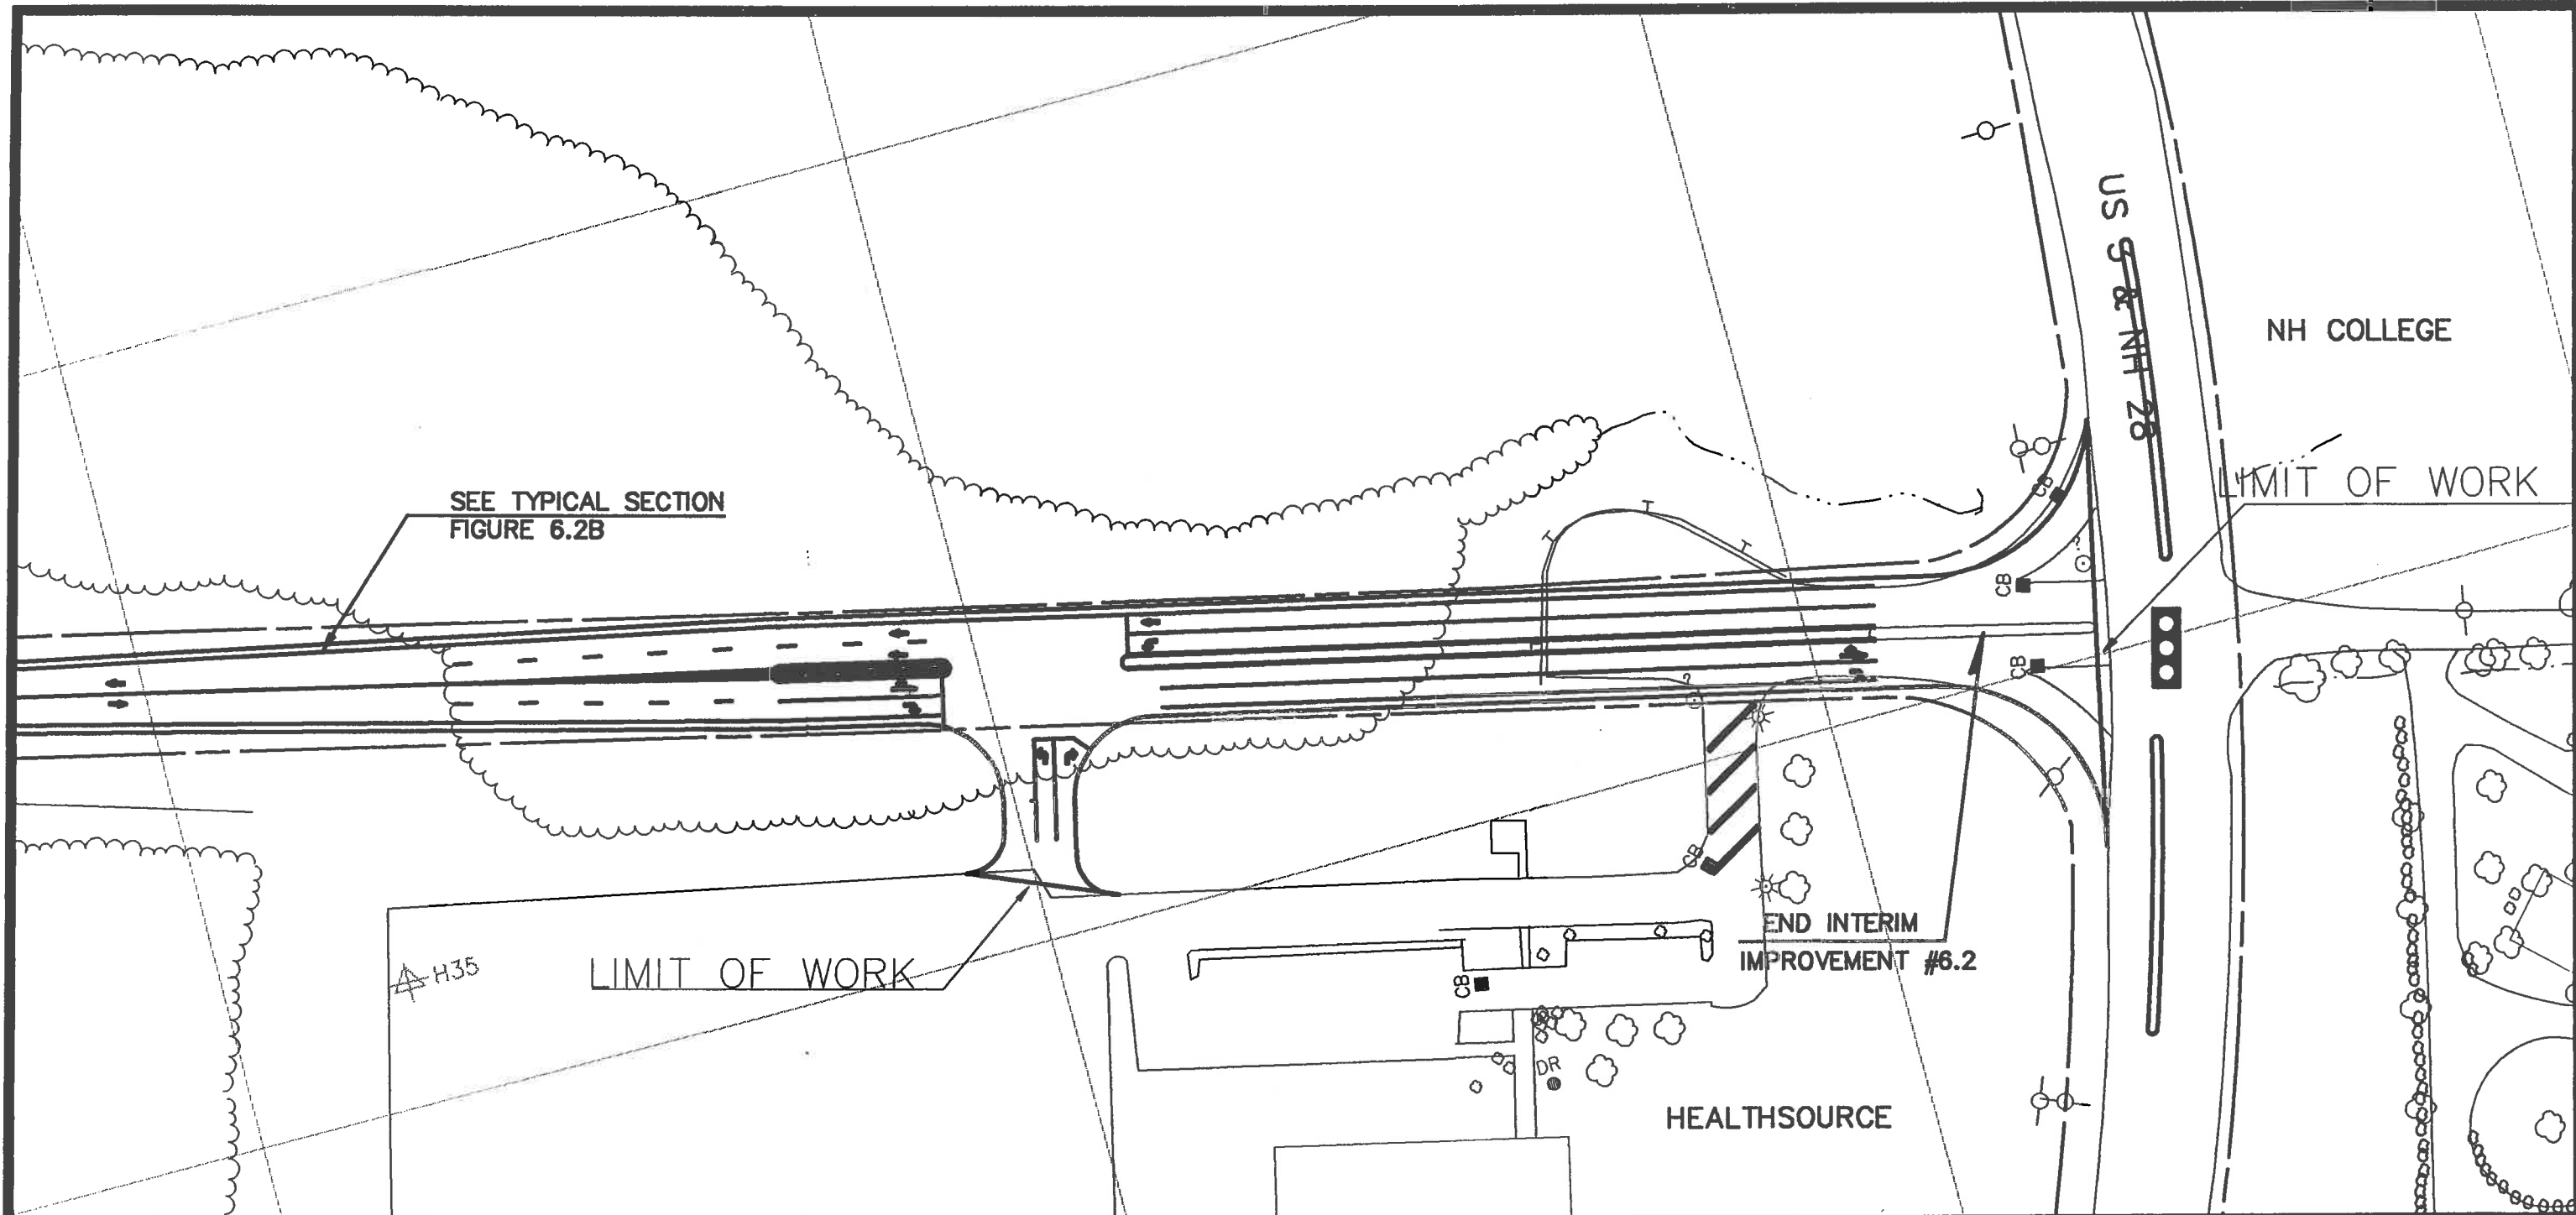 US 3 & NH 28
NH COLLEGE
LIMIT OF WORK
SEE TYPICAL SECTION
FIGURE 6.2B
CB
CB
CB
?
?
CB
END INTERIM
IMPROVEMENT #6.2
H35
LIMIT OF WORK
CB
DR
HEALTHSOURCE